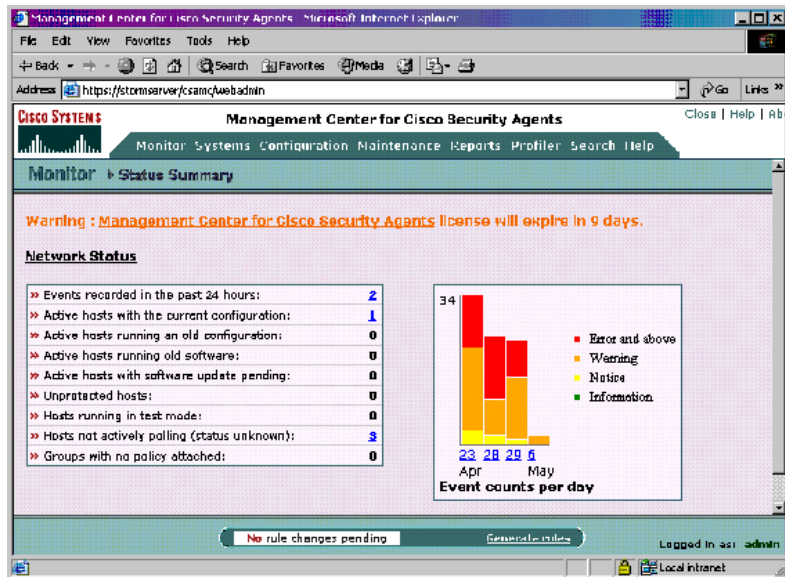 Management Center for Cisco Security Agents - Microsoft Internet Explorer
File Edit View Favorites Tools Help
Back Search Favorites Media
Address https://stormserver/csamc/webadmin Go Links »
CISCO SYSTEMS
Management Center for Cisco Security Agents
Close | Help | Ab
Monitor Systems Configuration Maintenance Reports Profiler Search Help
Monitor Status Summary
Warning : Management Center for Cisco Security Agents license will expire in 9 days.
Network Status
» Events recorded in the past 24 hours: 2
» Active hosts with the current configuration: 1
» Active hosts running an old configuration: 0
» Active hosts running old software: 0
» Active hosts with software update pending: 0
» Unprotected hosts: 0
» Hosts running in test mode: 0
» Hosts not actively polling (status unknown): 3
» Groups with no policy attached: 0
34
Error and above
Warning
Notice
Information
23 28 29 6
Apr May
Event counts per day
No rule changes pending
Generate rules
Logged in as: admin
Local intranet